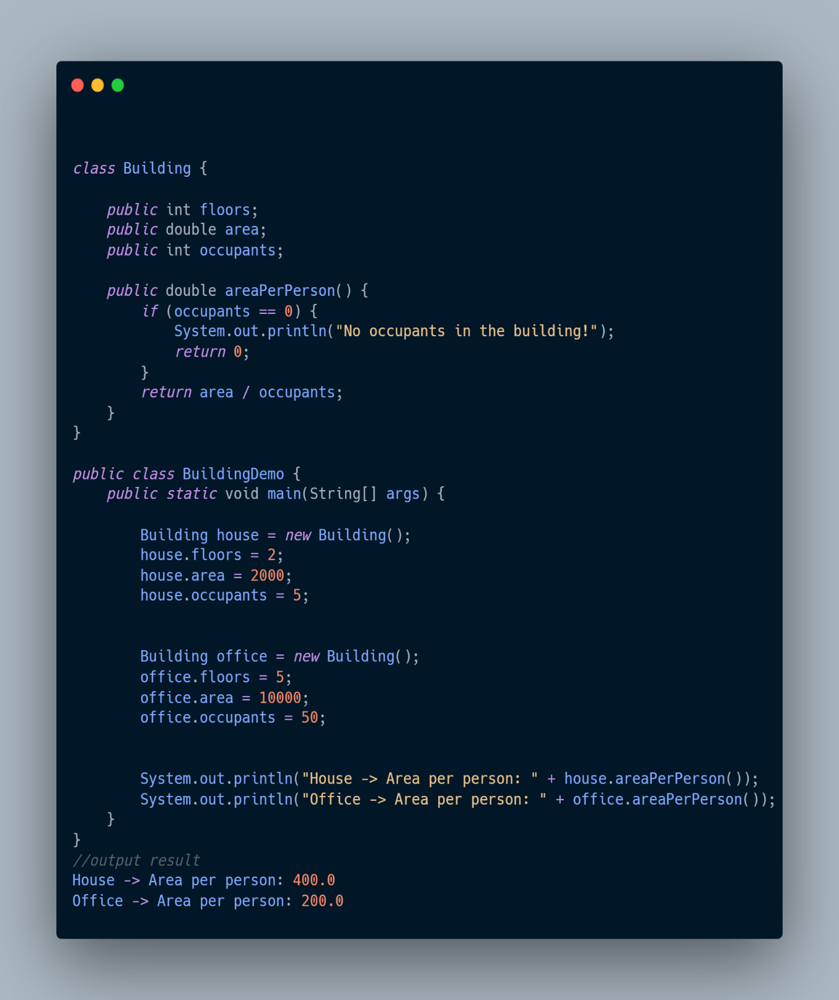 class Building {
    public int floors;
    public double area;
    public int occupants;
    public double areaPerPerson() {
        if (occupants == 0) {
            System.out.println("No occupants in the building!");
            return 0;
        }
        return area / occupants;
    }
}
public class BuildingDemo {
    public static void main(String[] args) {
        Building house = new Building();
        house.floors = 2;
        house.area = 2000;
        house.occupants = 5;
        Building office = new Building();
        office.floors = 5;
        office.area = 10000;
        office.occupants = 50;
        System.out.println("House -> Area per person: " + house.areaPerPerson());
        System.out.println("Office -> Area per person: " + office.areaPerPerson());
    }
}
//output result
House -> Area per person: 400.0
Office -> Area per person: 200.0